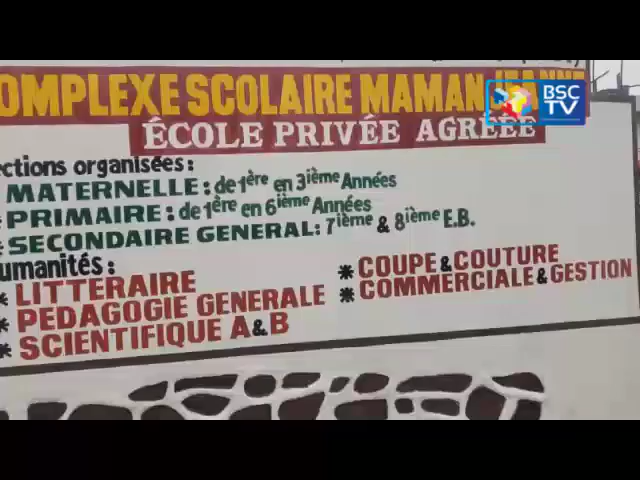 OMPLEXE SCOLAIRE MAMAN JEANNE
BSC TV
ÉCOLE PRIVÉE AGRÉÉE
ections organisées:
MATERNELLE: de 1ère en 3ième Années
* PRIMAIRE: de 1ère en 6ième Années
* SECONDAIRE GENERAL: 7ième & 8ième E.B.
umanités:
* LITTERAIRE
* PEDAGOGIE GENERALE
* SCIENTIFIQUE A&B
* COUPE & COUTURE
* COMMERCIALE & GESTION